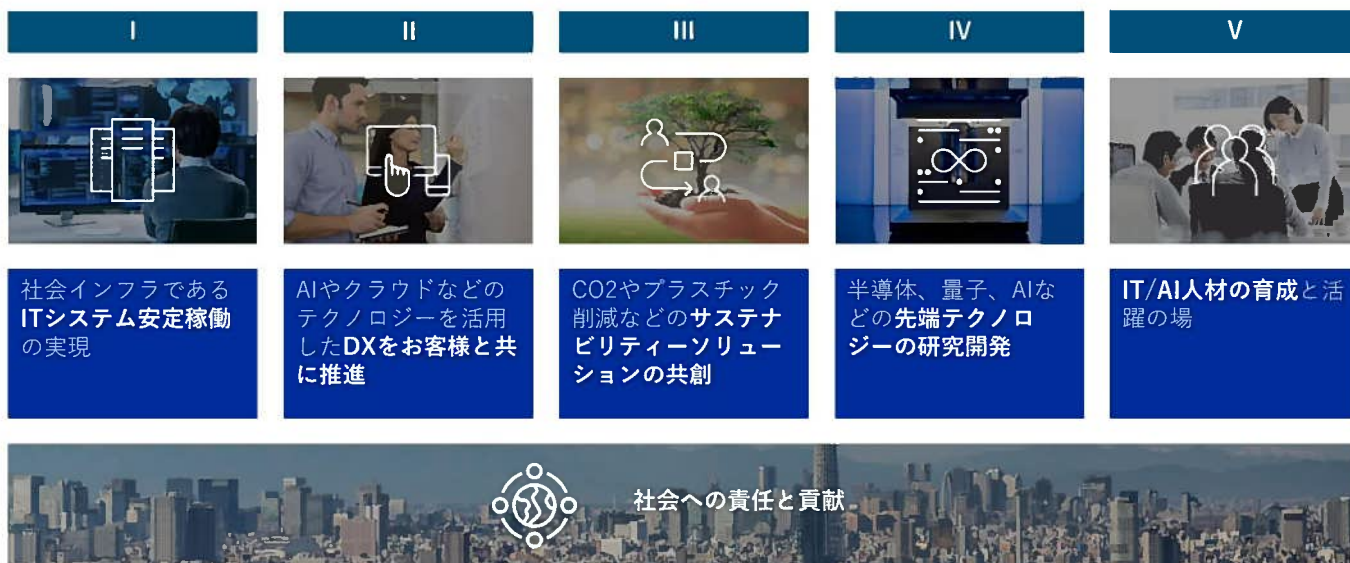 I
II
III
IV
V
社会インフラである
ITシステム安定稼働
の実現
AIやクラウドなどの
テクノロジーを活用
したDXをお客様と共
に推進
CO2やプラスチック
削減などのサステナ
ビリティーソリュー
ションの共創
半導体、量子、AIな
どの先端テクノロ
ジーの研究開発
IT/AI人材の育成と活
躍の場
社会への責任と貢献